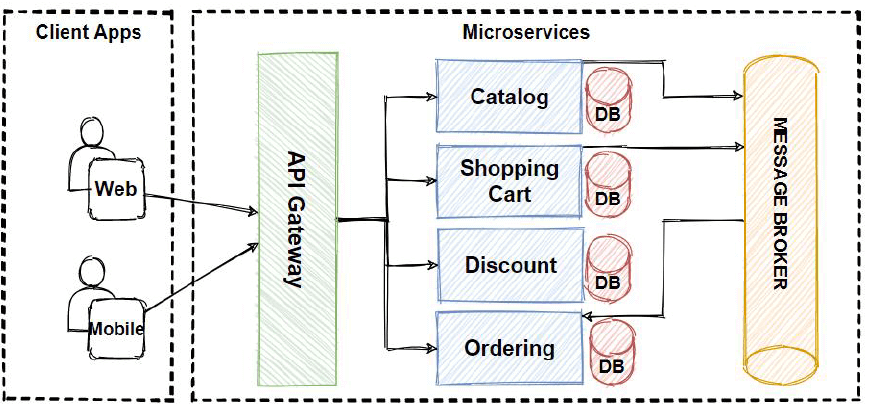 Client Apps
Microservices
Web
Mobile
API Gateway
Catalog
DB
Shopping
Cart
DB
Discount
DB
Ordering
DB
MESSAGE BROKER